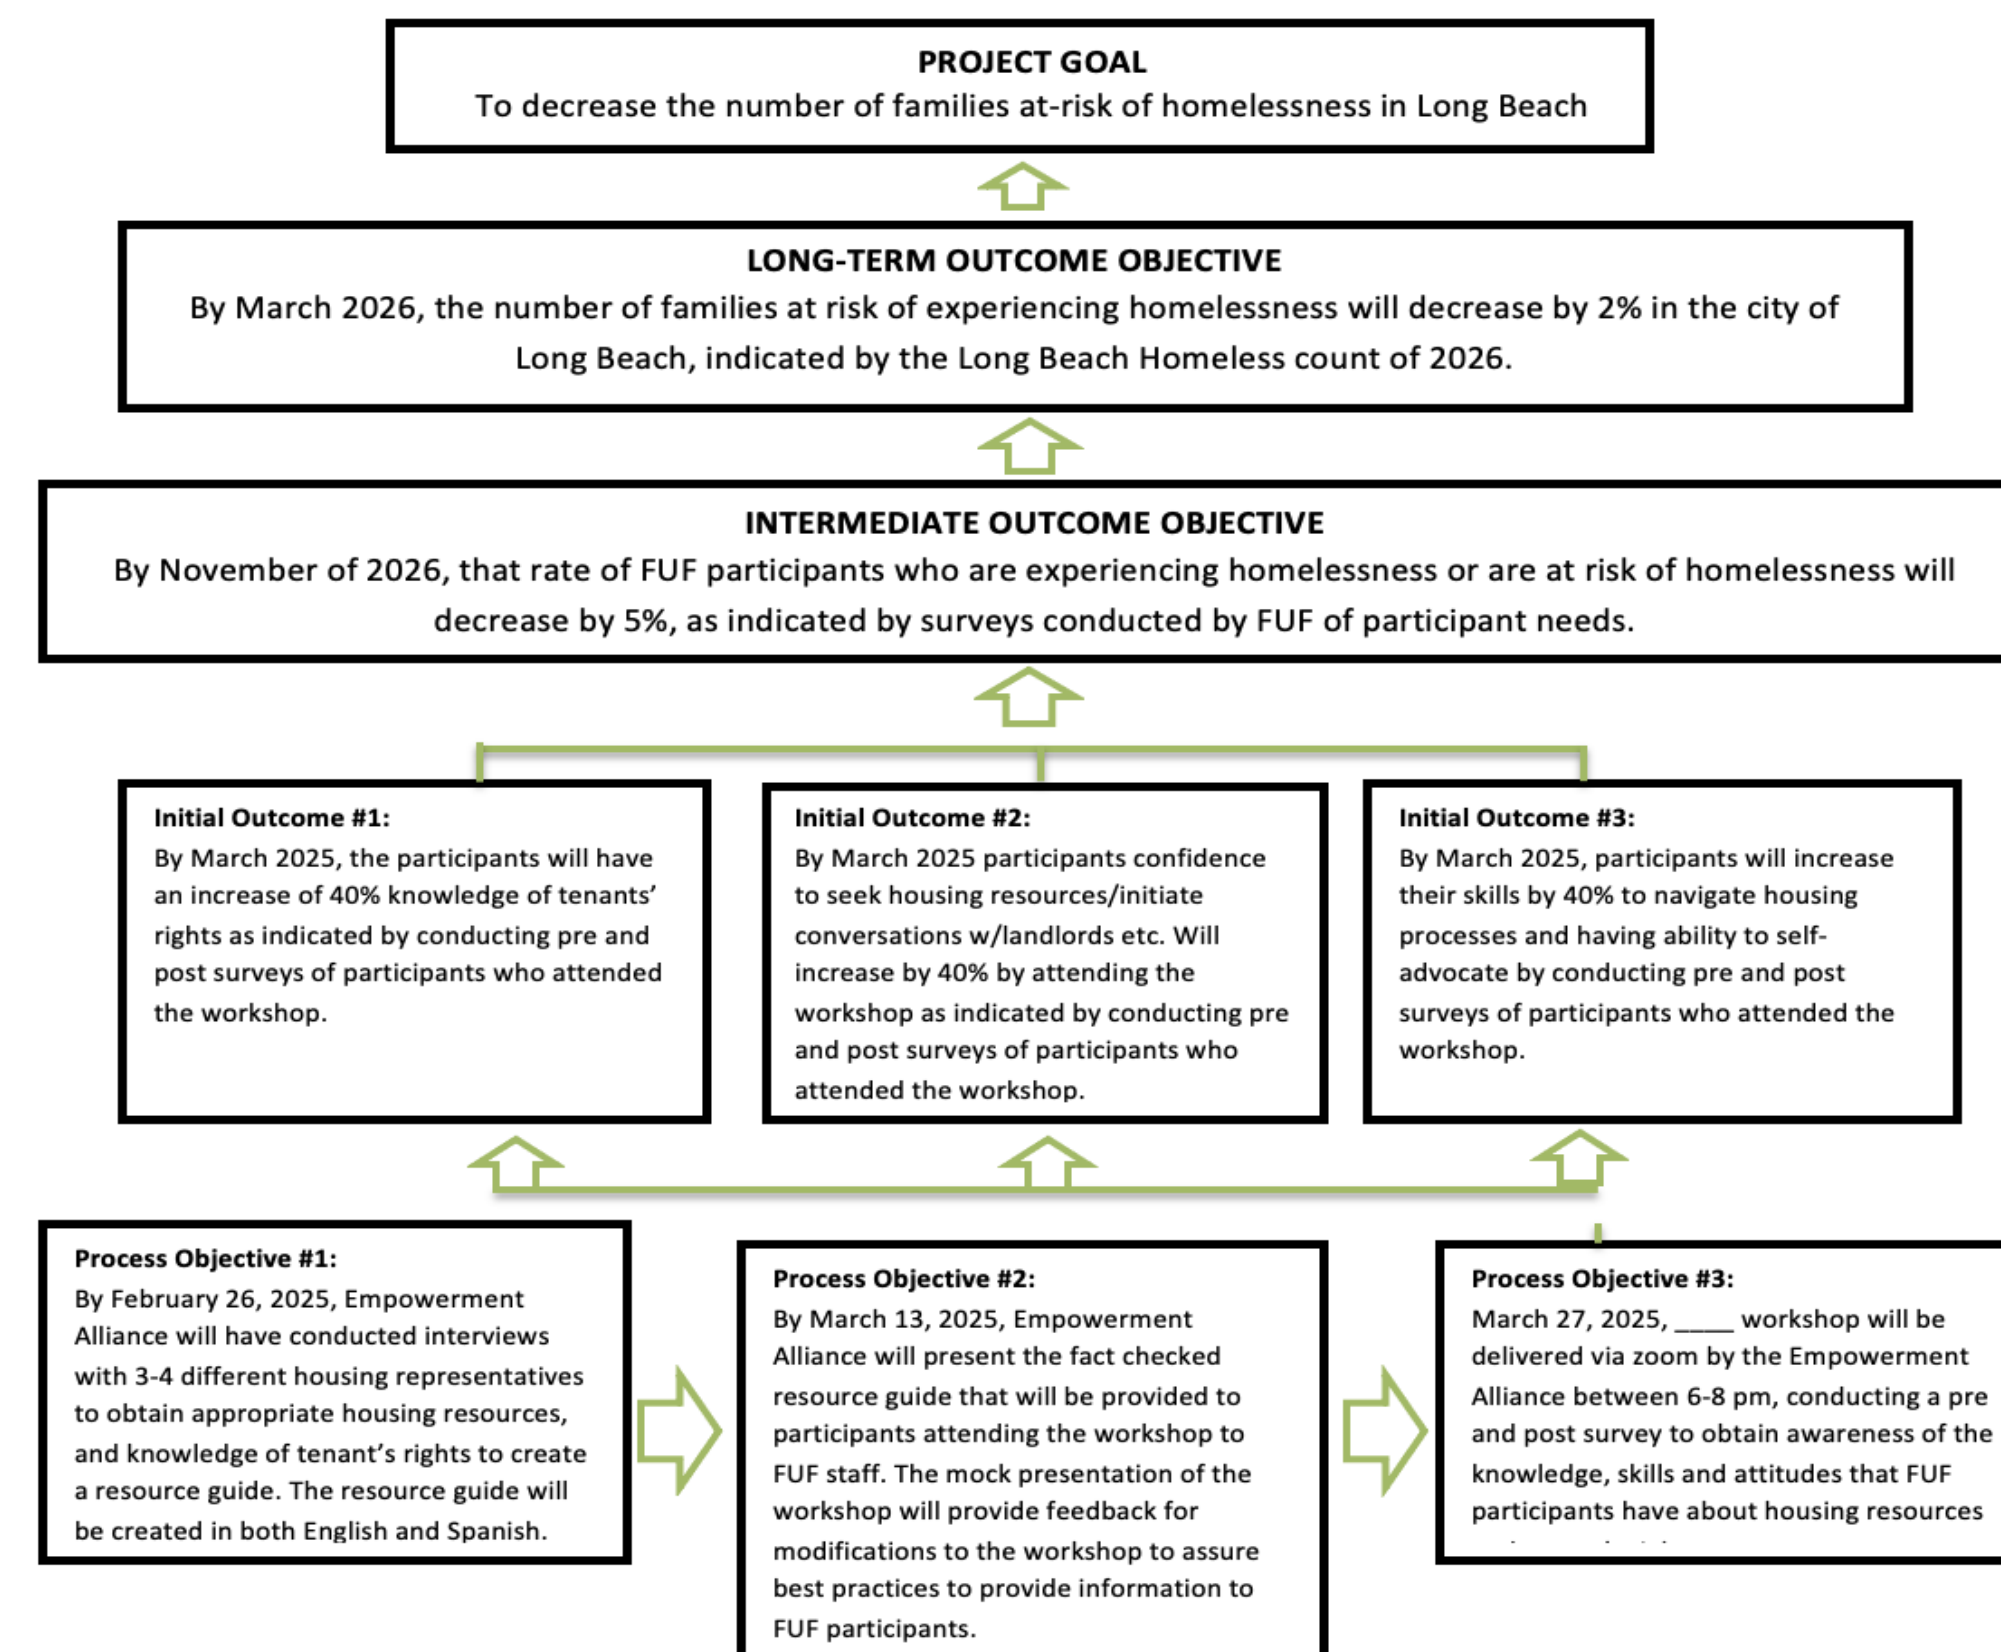 PROJECT GOAL
To decrease the number of families at-risk of homelessness in Long Beach
LONG-TERM OUTCOME OBJECTIVE
By March 2026, the number of families at risk of experiencing homelessness will decrease by 2% in the city of
Long Beach, indicated by the Long Beach Homeless count of 2026.
INTERMEDIATE OUTCOME OBJECTIVE
By November of 2026, that rate of FUF participants who are experiencing homelessness or are at risk of homelessness will
decrease by 5%, as indicated by surveys conducted by FUF of participant needs.
Initial Outcome #1:
By March 2025, the participants will have
an increase of 40% knowledge of tenants’
rights as indicated by conducting pre and
post surveys of participants who attended
the workshop.
Initial Outcome #2:
By March 2025 participants confidence
to seek housing resources/initiate
conversations w/landlords etc. Will
increase by 40% by attending the
workshop as indicated by conducting pre
and post surveys of participants who
attended the workshop.
Initial Outcome #3:
By March 2025, participants will increase
their skills by 40% to navigate housing
processes and having ability to self-
advocate by conducting pre and post
surveys of participants who attended the
workshop.
Process Objective #1:
By February 26, 2025, Empowerment
Alliance will have conducted interviews
with 3-4 different housing representatives
to obtain appropriate housing resources,
and knowledge of tenant’s rights to create
a resource guide. The resource guide will
be created in both English and Spanish.
Process Objective #2:
By March 13, 2025, Empowerment
Alliance will present the fact checked
resource guide that will be provided to
participants attending the workshop to
FUF staff. The mock presentation of the
workshop will provide feedback for
modifications to the workshop to assure
best practices to provide information to
FUF participants.
Process Objective #3:
March 27, 2025, ____ workshop will be
delivered via zoom by the Empowerment
Alliance between 6-8 pm, conducting a pre
and post survey to obtain awareness of the
knowledge, skills and attitudes that FUF
participants have about housing resources